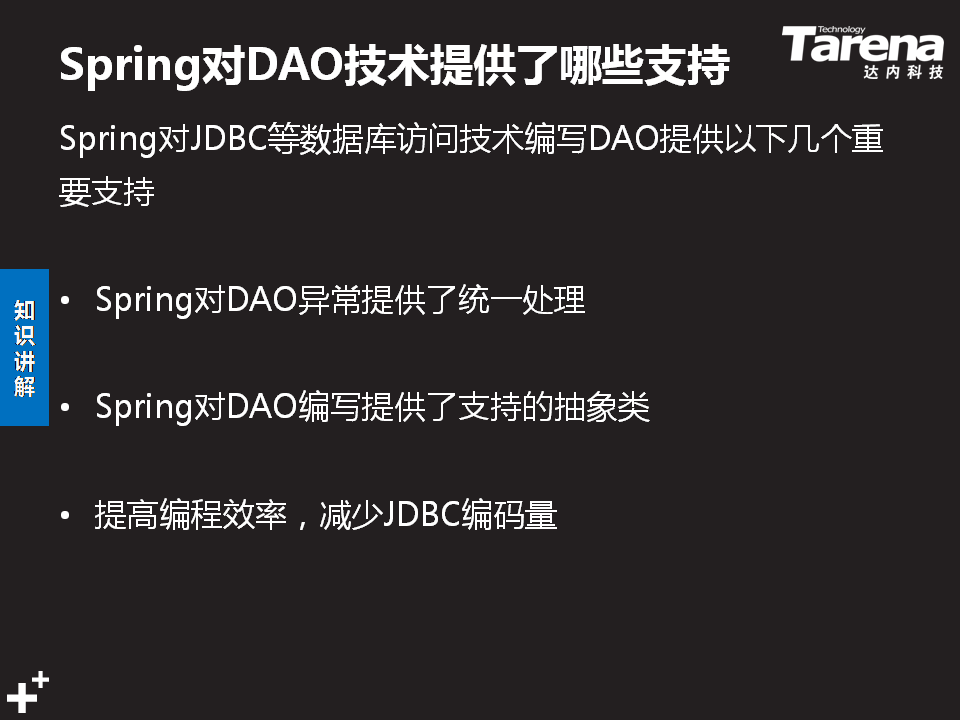 Spring对DAO技术提供了哪些支持
Technology
Tarena
达内科技
Spring对JDBC等数据库访问技术编写DAO提供以下几个重
要支持
• Spring对DAO异常提供了统一处理
知识讲解
• Spring对DAO编写提供了支持的抽象类
• 提高编程效率，减少JDBC编码量